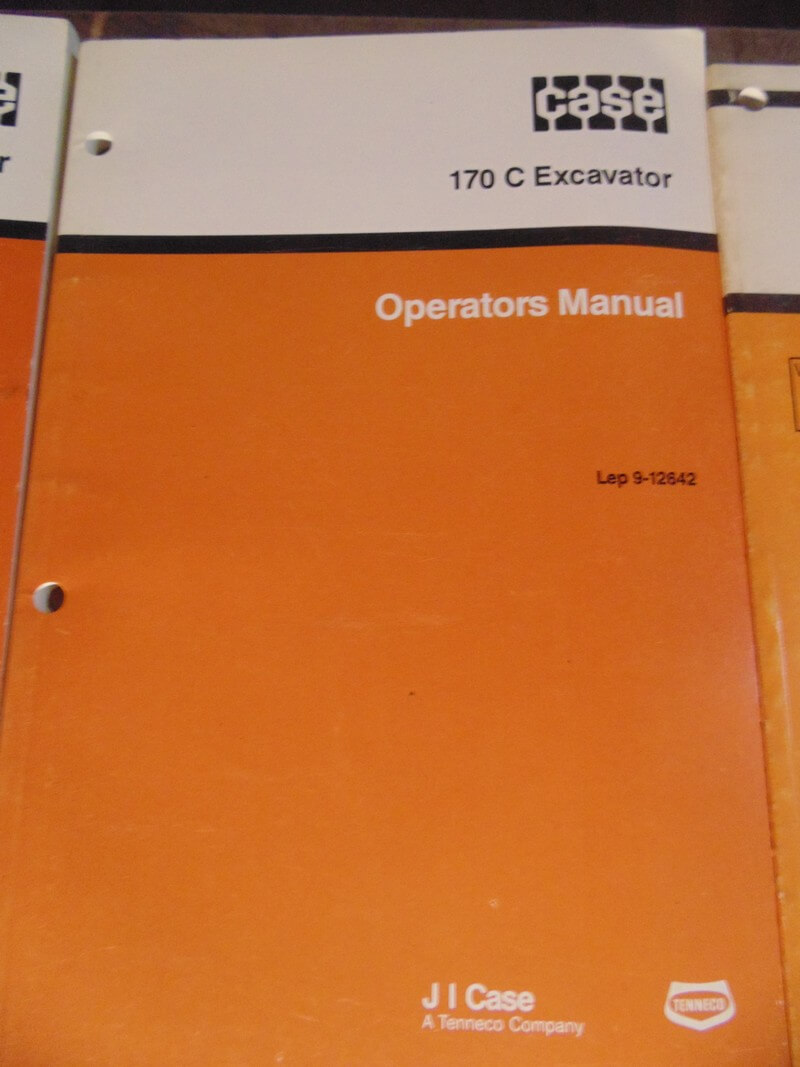 case
170 C Excavator
Operators Manual
Lep 9-12642
J I Case
A Tenneco Company
TENNECO